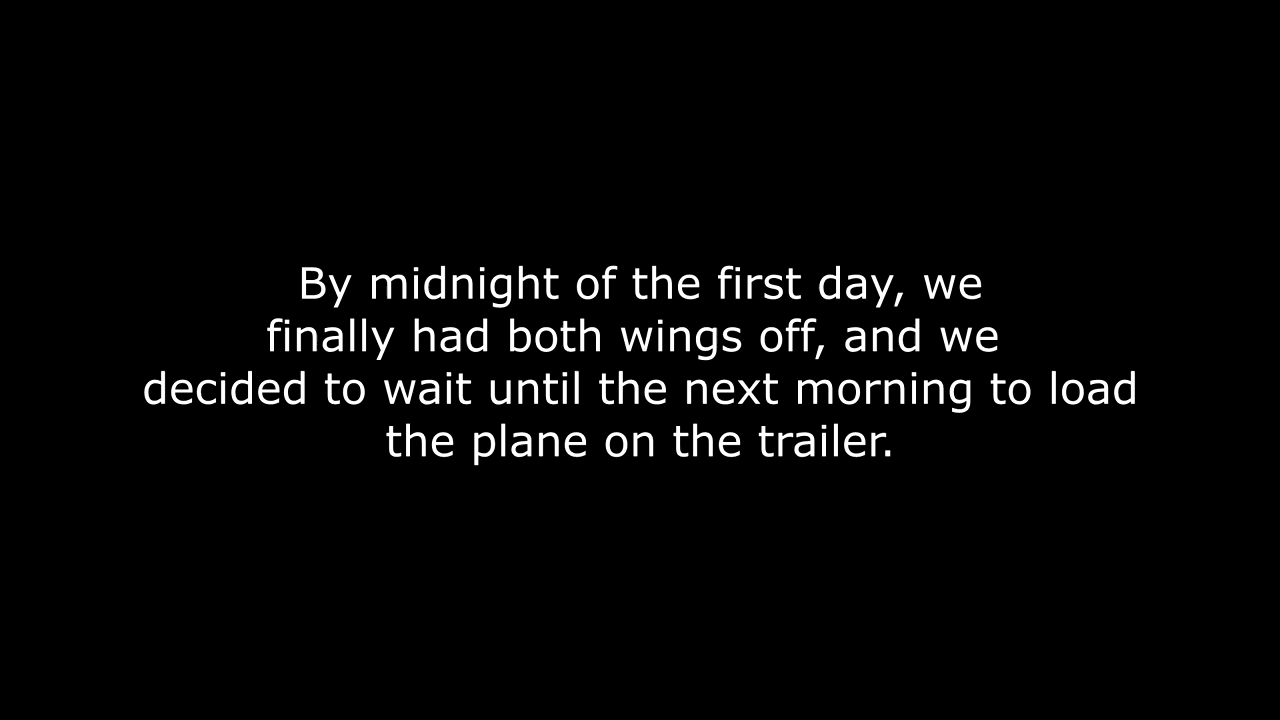 By midnight of the first day, we
finally had both wings off, and we
decided to wait until the next morning to load
the plane on the trailer.